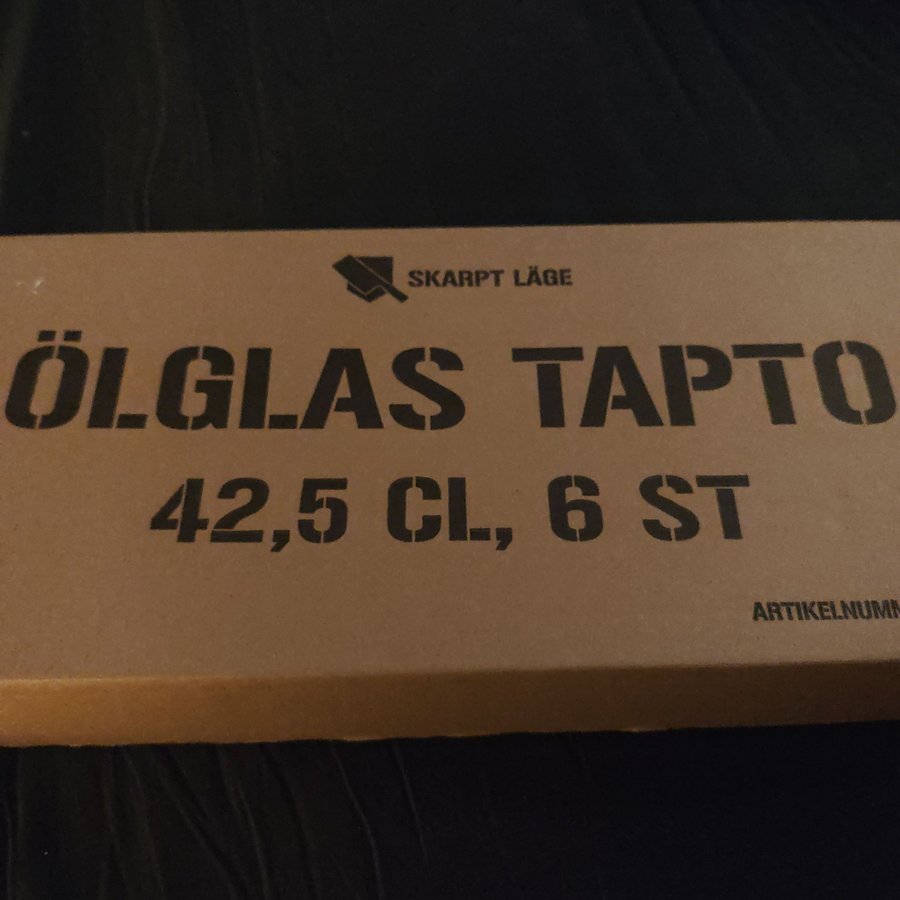 SKARPT LÄGE
ÖLGLAS TAPTO
42,5 CL, 6 ST